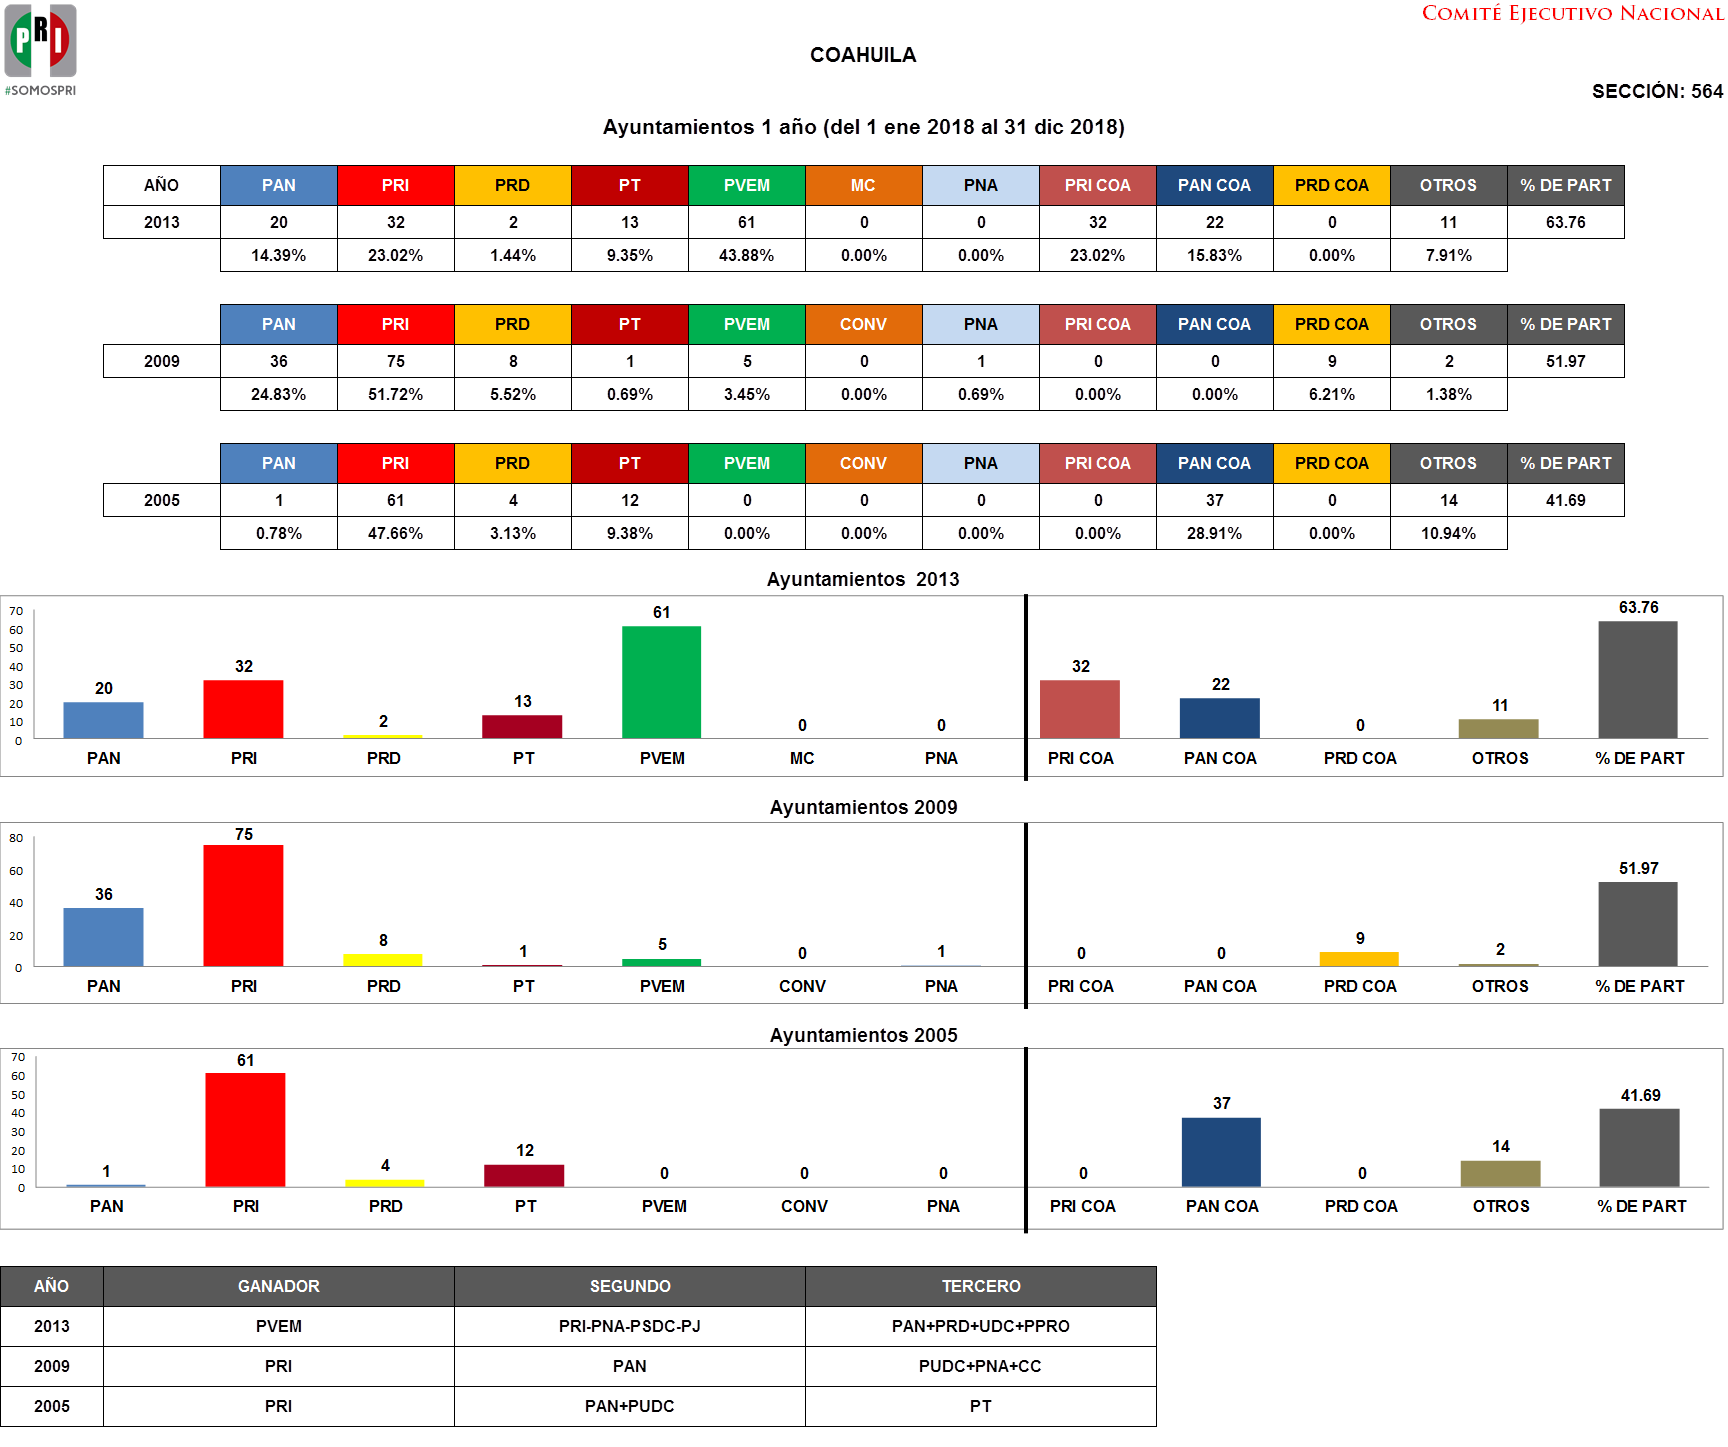 COMITÉ EJECUTIVO NACIONAL
PRI
#SOMOSPRI
COAHUILA
SECCIÓN: 564
Ayuntamientos 1 año (del 1 ene 2018 al 31 dic 2018)
AÑO PAN PRI PRD PT PVEM MC PNA PRI COA PAN COA PRD COA OTROS % DE PART
2013 20 32 2 13 61 0 0 32 22 0 11 63.76
14.39% 23.02% 1.44% 9.35% 43.88% 0.00% 0.00% 23.02% 15.83% 0.00% 7.91%
PAN PRI PRD PT PVEM CONV PNA PRI COA PAN COA PRD COA OTROS % DE PART
2009 36 75 8 1 5 0 1 0 0 9 2 51.97
24.83% 51.72% 5.52% 0.69% 3.45% 0.00% 0.69% 0.00% 0.00% 6.21% 1.38%
PAN PRI PRD PT PVEM CONV PNA PRI COA PAN COA PRD COA OTROS % DE PART
2005 1 61 4 12 0 0 0 0 37 0 14 41.69
0.78% 47.66% 3.13% 9.38% 0.00% 0.00% 0.00% 0.00% 28.91% 0.00% 10.94%
Ayuntamientos 2013
70
60
50
40
30
20
10
0
20 32 2 13 61 0 0 32 22 0 11 63.76
PAN PRI PRD PT PVEM MC PNA PRI COA PAN COA PRD COA OTROS % DE PART
Ayuntamientos 2009
80
60
40
20
0
36 75 8 1 5 0 1 0 0 9 2 51.97
PAN PRI PRD PT PVEM CONV PNA PRI COA PAN COA PRD COA OTROS % DE PART
Ayuntamientos 2005
70
60
50
40
30
20
10
0
1 61 4 12 0 0 0 0 37 0 14 41.69
PAN PRI PRD PT PVEM CONV PNA PRI COA PAN COA PRD COA OTROS % DE PART
AÑO GANADOR SEGUNDO TERCERO
2013 PVEM PRI-PNA-PSDC-PJ PAN+PRD+UDC+PPRO
2009 PRI PAN PUDC+PNA+CC
2005 PRI PAN+PUDC PT